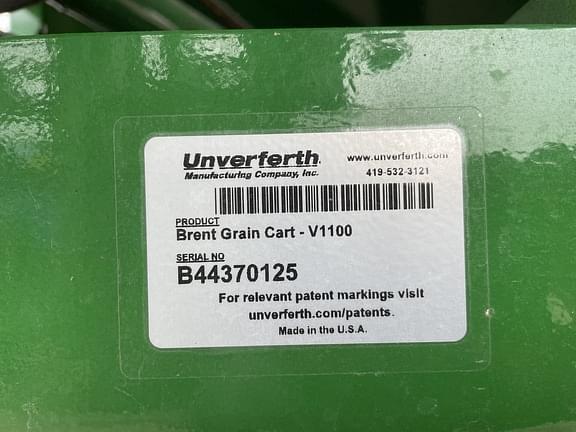 Unverferth
Manufacturing Company, Inc.
www.unverferth.com
419-532-3121
PRODUCT
Brent Grain Cart - V1100
SERIAL NO
B44370125
For relevant patent markings visit
unverferth.com/patents.
Made in the U.S.A.